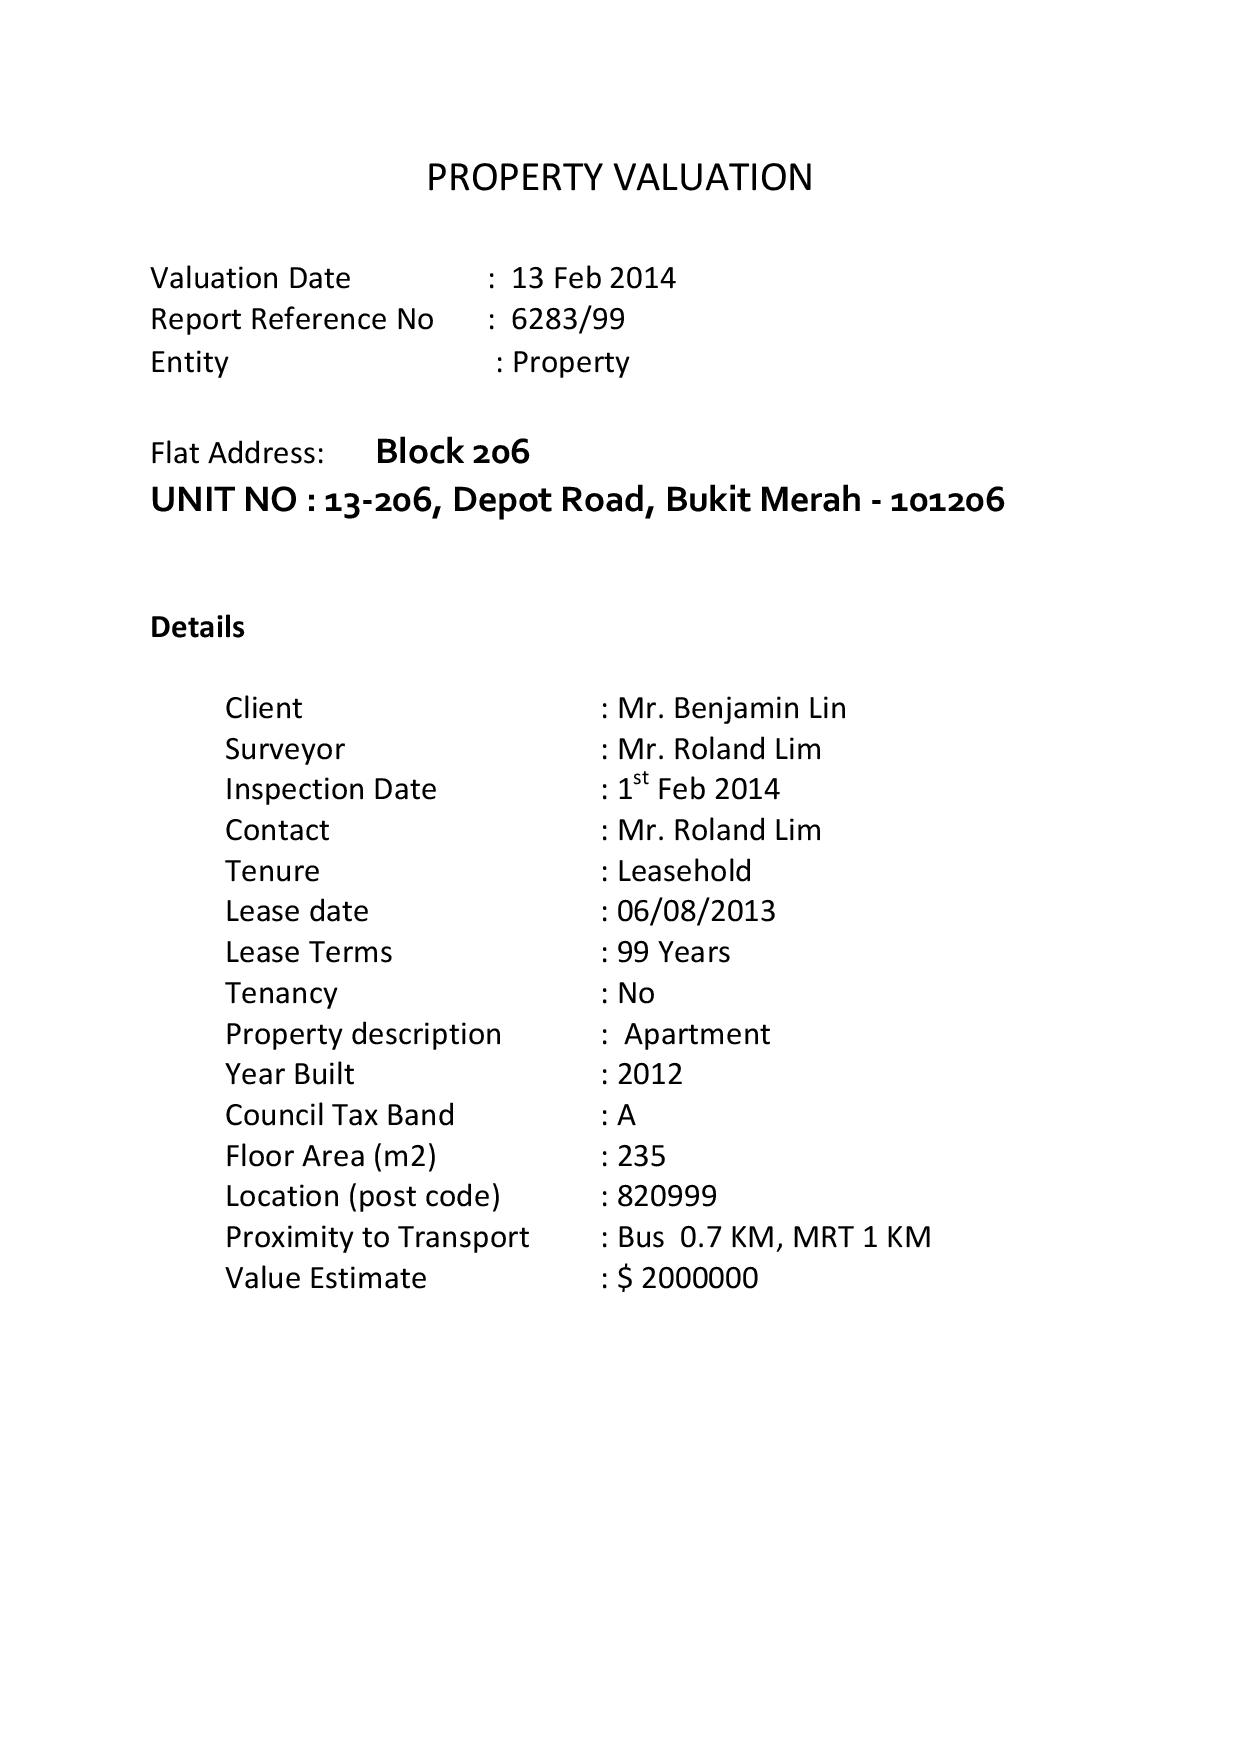 PROPERTY VALUATION
Valuation Date : 13 Feb 2014
Report Reference No : 6283/99
Entity : Property
Flat Address: Block 206
UNIT NO : 13-206, Depot Road, Bukit Merah - 101206
Details
Client : Mr. Benjamin Lin
Surveyor : Mr. Roland Lim
Inspection Date : 1st Feb 2014
Contact : Mr. Roland Lim
Tenure : Leasehold
Lease date : 06/08/2013
Lease Terms : 99 Years
Tenancy : No
Property description : Apartment
Year Built : 2012
Council Tax Band : A
Floor Area (m2) : 235
Location (post code) : 820999
Proximity to Transport : Bus 0.7 KM, MRT 1 KM
Value Estimate : $ 2000000